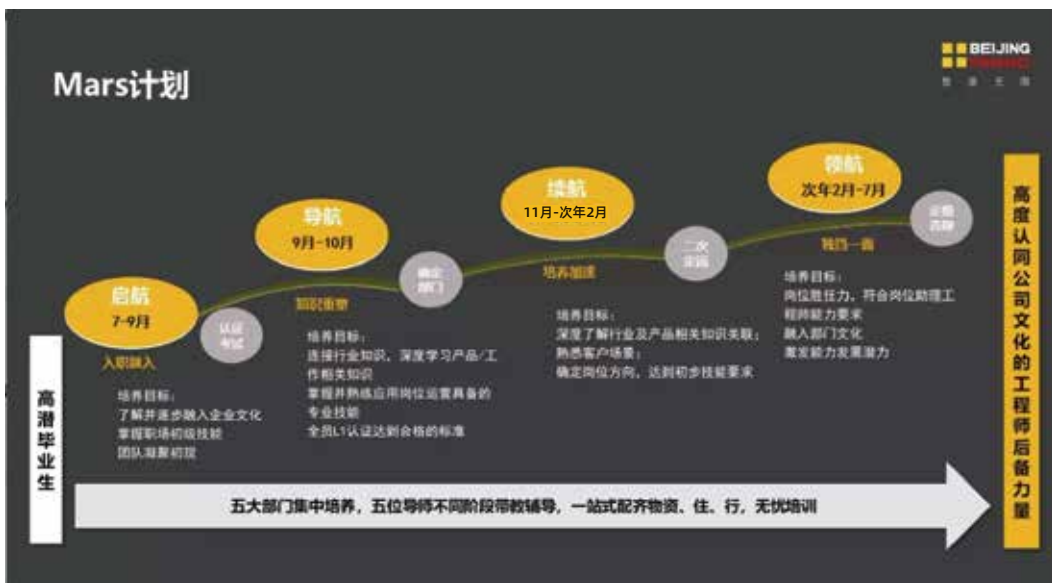 Mars计划
BEIJING
启航
7-9月
入职融入
认证
考试
培养目标：
了解并逐步融入企业文化
掌握职场初级技能
团队凝聚初现
导航
9月-10月
知识重塑
确定
部门
培养目标：
连接行业知识，深度学习产品/工
作相关知识
掌握并熟练应用岗位运营具备的
专业技能
全员L1认证达到合格的标准
续航
11月-次年2月
培养加速
二次
定岗
培养目标：
深度了解行业及产品相关知识关联；
熟悉客户场景；
确定岗位方向，达到初步技能要求
领航
次年2月-7月
独挡一面
培养目标：
岗位胜任力，符合岗位助理工
程师能力要求
融入部门文化
激发能力发展潜力
高潜毕业生
五大部门集中培养，五位导师不同阶段带教辅导，一站式配齐物资、住、行，无忧培训
高度认同公司文化的工程师后备力量